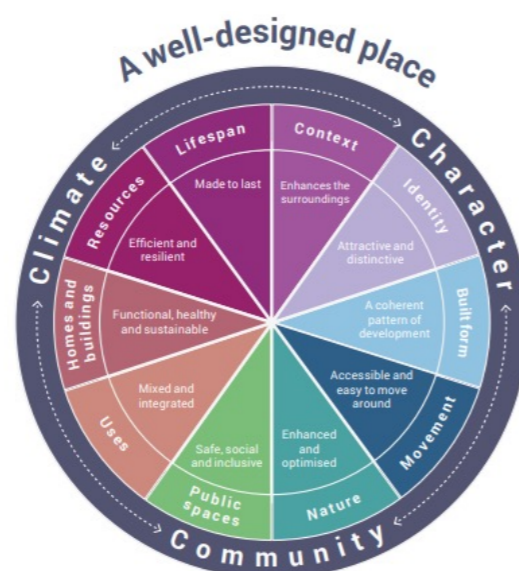 A well-designed place
Climate
Character
Community
Context
Enhances the
surroundings
Identity
Attractive and
distinctive
Built form
A coherent
pattern of
development
Movement
Accessible and
easy to move
around
Nature
Enhanced
and
optimised
Public
spaces
Safe, social
and inclusive
Uses
Mixed and
integrated
Homes and
buildings
Functional, healthy
and sustainable
Resources
Efficient and
resilient
Lifespan
Made to last